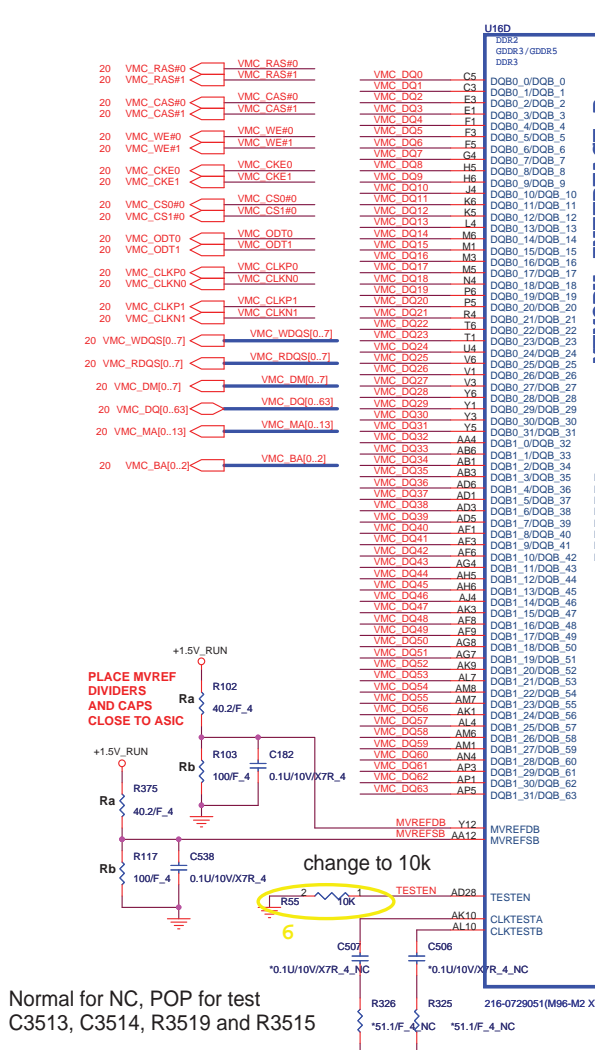 U16D
DDR2
GDDR3/GDDR5
DDR3
20 VMC_RAS#0 VMC_RAS#0
20 VMC_RAS#1 VMC_RAS#1
20 VMC_CAS#0 VMC_CAS#0
20 VMC_CAS#1 VMC_CAS#1
20 VMC_WE#0 VMC_WE#0
20 VMC_WE#1 VMC_WE#1
20 VMC_CKE0 VMC_CKE0
20 VMC_CKE1 VMC_CKE1
20 VMC_CS0#0 VMC_CS0#0
20 VMC_CS1#0 VMC_CS1#0
20 VMC_ODT0 VMC_ODT0
20 VMC_ODT1 VMC_ODT1
20 VMC_CLKP0 VMC_CLKP0
20 VMC_CLKN0 VMC_CLKN0
20 VMC_CLKP1 VMC_CLKP1
20 VMC_CLKN1 VMC_CLKN1
20 VMC_WDQS[0..7] VMC_WDQS[0..7]
20 VMC_RDQS[0..7] VMC_RDQS[0..7]
20 VMC_DM[0..7] VMC_DM[0..7]
20 VMC_DQ[0..63] VMC_DQ[0..63]
20 VMC_MA[0..13] VMC_MA[0..13]
20 VMC_BA[0..2] VMC_BA[0..2]
VMC_DQ0 C5 DQB0_0/DQB_0
VMC_DQ1 C3 DQB0_1/DQB_1
VMC_DQ2 E3 DQB0_2/DQB_2
VMC_DQ3 E1 DQB0_3/DQB_3
VMC_DQ4 F1 DQB0_4/DQB_4
VMC_DQ5 F3 DQB0_5/DQB_5
VMC_DQ6 F5 DQB0_6/DQB_6
VMC_DQ7 G4 DQB0_7/DQB_7
VMC_DQ8 H5 DQB0_8/DQB_8
VMC_DQ9 H6 DQB0_9/DQB_9
VMC_DQ10 J4 DQB0_10/DQB_10
VMC_DQ11 K6 DQB0_11/DQB_11
VMC_DQ12 K5 DQB0_12/DQB_12
VMC_DQ13 L4 DQB0_13/DQB_13
VMC_DQ14 M6 DQB0_14/DQB_14
VMC_DQ15 M1 DQB0_15/DQB_15
VMC_DQ16 M3 DQB0_16/DQB_16
VMC_DQ17 M5 DQB0_17/DQB_17
VMC_DQ18 N4 DQB0_18/DQB_18
VMC_DQ19 P6 DQB0_19/DQB_19
VMC_DQ20 P5 DQB0_20/DQB_20
VMC_DQ21 R4 DQB0_21/DQB_21
VMC_DQ22 T6 DQB0_22/DQB_22
VMC_DQ23 T1 DQB0_23/DQB_23
VMC_DQ24 U4 DQB0_24/DQB_24
VMC_DQ25 V6 DQB0_25/DQB_25
VMC_DQ26 V1 DQB0_26/DQB_26
VMC_DQ27 V3 DQB0_27/DQB_27
VMC_DQ28 Y6 DQB0_28/DQB_28
VMC_DQ29 Y1 DQB0_29/DQB_29
VMC_DQ30 Y3 DQB0_30/DQB_30
VMC_DQ31 Y5 DQB0_31/DQB_31
VMC_DQ32 AA4 DQB1_0/DQB_32
VMC_DQ33 AB6 DQB1_1/DQB_33
VMC_DQ34 AB1 DQB1_2/DQB_34
VMC_DQ35 AB3 DQB1_3/DQB_35
VMC_DQ36 AD6 DQB1_4/DQB_36
VMC_DQ37 AD1 DQB1_5/DQB_37
VMC_DQ38 AD3 DQB1_6/DQB_38
VMC_DQ39 AD5 DQB1_7/DQB_39
VMC_DQ40 AF1 DQB1_8/DQB_40
VMC_DQ41 AF3 DQB1_9/DQB_41
VMC_DQ42 AF6 DQB1_10/DQB_42
VMC_DQ43 AG4 DQB1_11/DQB_43
VMC_DQ44 AH5 DQB1_12/DQB_44
VMC_DQ45 AH6 DQB1_13/DQB_45
VMC_DQ46 AJ4 DQB1_14/DQB_46
VMC_DQ47 AK3 DQB1_15/DQB_47
VMC_DQ48 AF8 DQB1_16/DQB_48
VMC_DQ49 AF9 DQB1_17/DQB_49
VMC_DQ50 AG8 DQB1_18/DQB_50
VMC_DQ51 AG7 DQB1_19/DQB_51
VMC_DQ52 AK9 DQB1_20/DQB_52
VMC_DQ53 AL7 DQB1_21/DQB_53
VMC_DQ54 AM8 DQB1_22/DQB_54
VMC_DQ55 AM7 DQB1_23/DQB_55
VMC_DQ56 AK1 DQB1_24/DQB_56
VMC_DQ57 AL4 DQB1_25/DQB_57
VMC_DQ58 AM6 DQB1_26/DQB_58
VMC_DQ59 AM1 DQB1_27/DQB_59
VMC_DQ60 AN4 DQB1_28/DQB_60
VMC_DQ61 AP3 DQB1_29/DQB_61
VMC_DQ62 AP1 DQB1_30/DQB_62
VMC_DQ63 AP5 DQB1_31/DQB_63
+1.5V_RUN
PLACE MVREF
DIVIDERS
AND CAPS
CLOSE TO ASIC
Ra R102
40.2/F_4
Rb R103 C182
100/F_4 0.1U/10V/X7R_4
+1.5V_RUN
Ra R375
40.2/F_4
Rb R117 C538
100/F_4 0.1U/10V/X7R_4
MVREFDB Y12 MVREFDB
MVREFSB AA12 MVREFSB
change to 10k
R55 2 10K 1 TESTEN AD28 TESTEN
6
AK10 CLKTESTA
AL10 CLKTESTB
C507 C506
*0.1U/10V/X7R_4_NC *0.1U/10V/X7R_4_NC
R326 R325 216-0729051(M96-M2 X
*51.1/F_4_NC *51.1/F_4_NC
Normal for NC, POP for test
C3513, C3514, R3519 and R3515